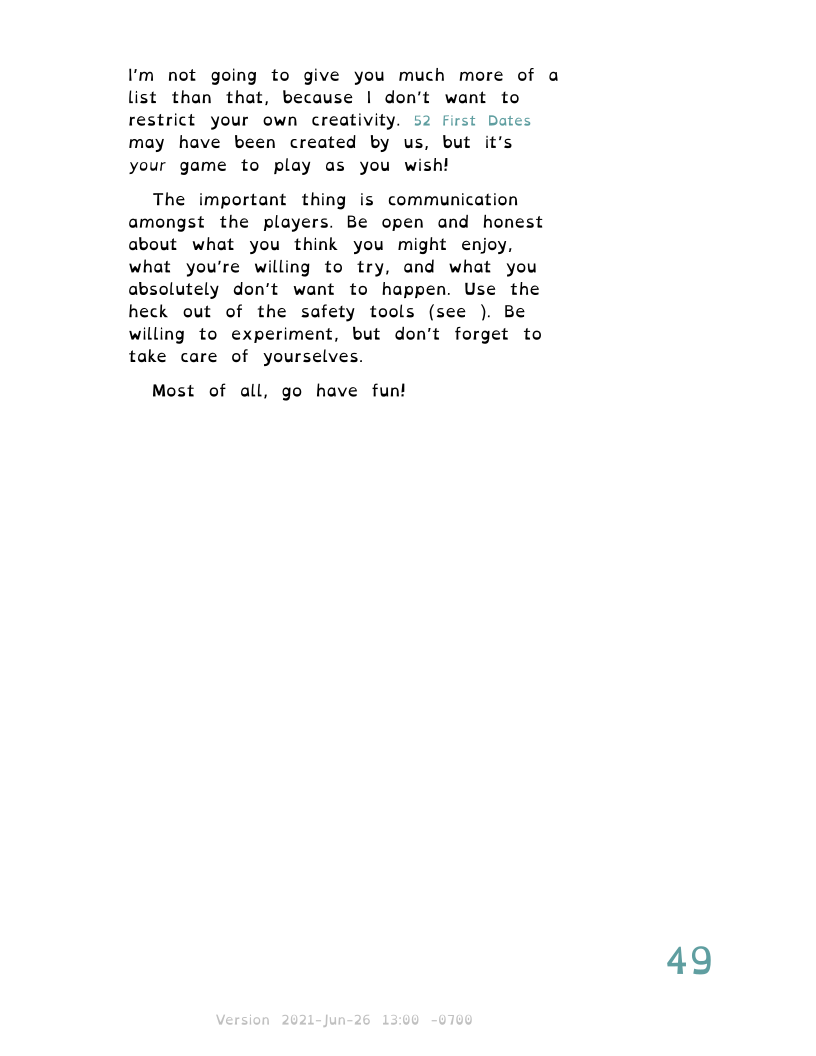 I'm not going to give you much more of a
list than that, because I don't want to
restrict your own creativity. 52 First Dates
may have been created by us, but it's
your game to play as you wish!
The important thing is communication
amongst the players. Be open and honest
about what you think you might enjoy,
what you're willing to try, and what you
absolutely don't want to happen. Use the
heck out of the safety tools (see ). Be
willing to experiment, but don't forget to
take care of yourselves.
Most of all, go have fun!
49
Version 2021-Jun-26 13:00 -0700